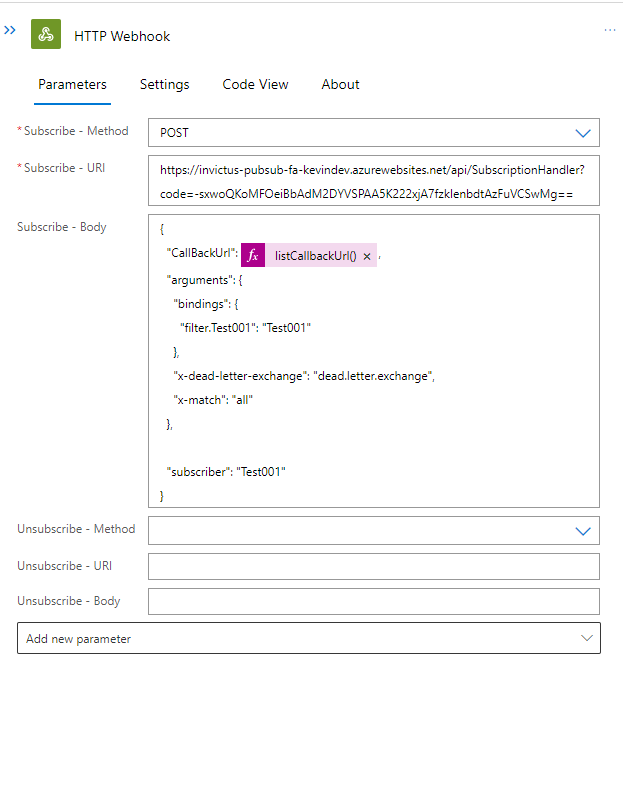 HTTP Webhook
Parameters Settings Code View About
* Subscribe - Method POST
* Subscribe - URI https://invictus-pubsub-fa-kevindev.azurewebsites.net/api/SubscriptionHandler?
code=-sxwoQKoMFOeiBbAdM2DYVSPAA5K222xjA7fzkIenbdtAzFuVCSwMg==
Subscribe - Body {
"CallBackUrl": fx listCallbackUrl() × ,
"arguments": {
"bindings": {
"filter.Test001": "Test001"
},
"x-dead-letter-exchange": "dead.letter.exchange",
"x-match": "all"
},
"subscriber": "Test001"
}
Unsubscribe - Method
Unsubscribe - URI
Unsubscribe - Body
Add new parameter